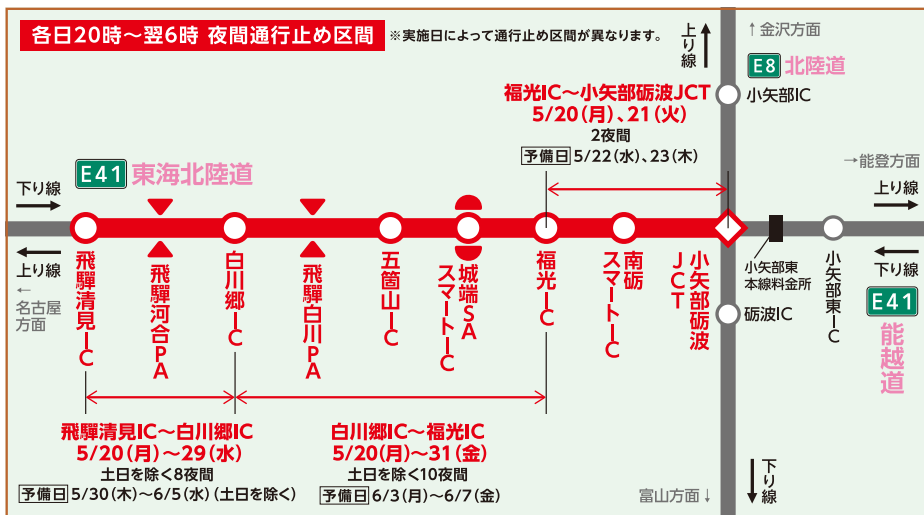 各日20時～翌6時 夜間通行止め区間
※実施日によって通行止め区間が異なります。
上り線
↑金沢方面
E8 北陸道
小矢部IC
福光IC～小矢部砺波JCT
5/20(月)、21(火)
2夜間
予備日 5/22(水)、23(木)
E41 東海北陸道
下り線
→能登方面
上り線
上り線
←
名古屋
方面
飛驒清見IC
飛驒河合PA
白川郷IC
飛驒白川PA
五箇山IC
城端SA
スマートIC
福光IC
南砺
スマートIC
小矢部砺波
JCT
小矢部東
本線料金所
砺波IC
小矢部東IC
下り線
E41
能越道
飛驒清見IC～白川郷IC
5/20(月)～29(水)
土日を除く8夜間
予備日 5/30(木)～6/5(水)(土日を除く)
白川郷IC～福光IC
5/20(月)～31(金)
土日を除く10夜間
予備日 6/3(月)～6/7(金)
富山方面↓
下り線